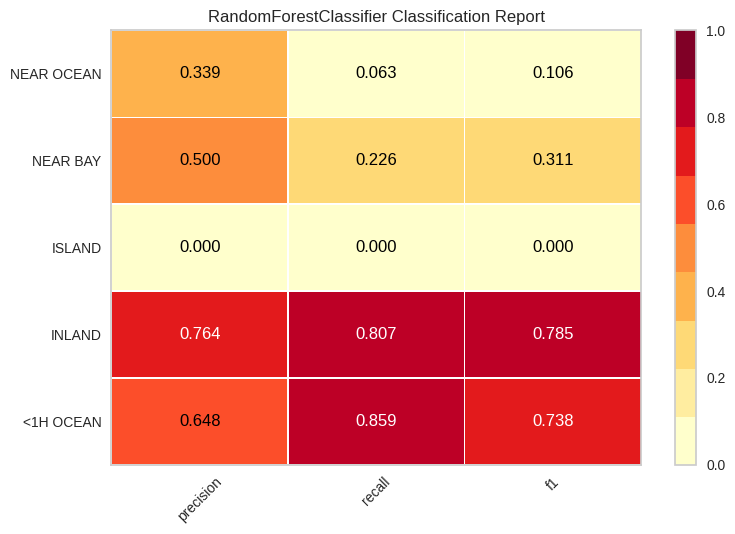 RandomForestClassifier Classification Report
NEAR OCEAN 0.339 0.063 0.106
NEAR BAY 0.500 0.226 0.311
ISLAND 0.000 0.000 0.000
INLAND 0.764 0.807 0.785
<1H OCEAN 0.648 0.859 0.738
precision recall f1
1.0
0.8
0.6
0.4
0.2
0.0